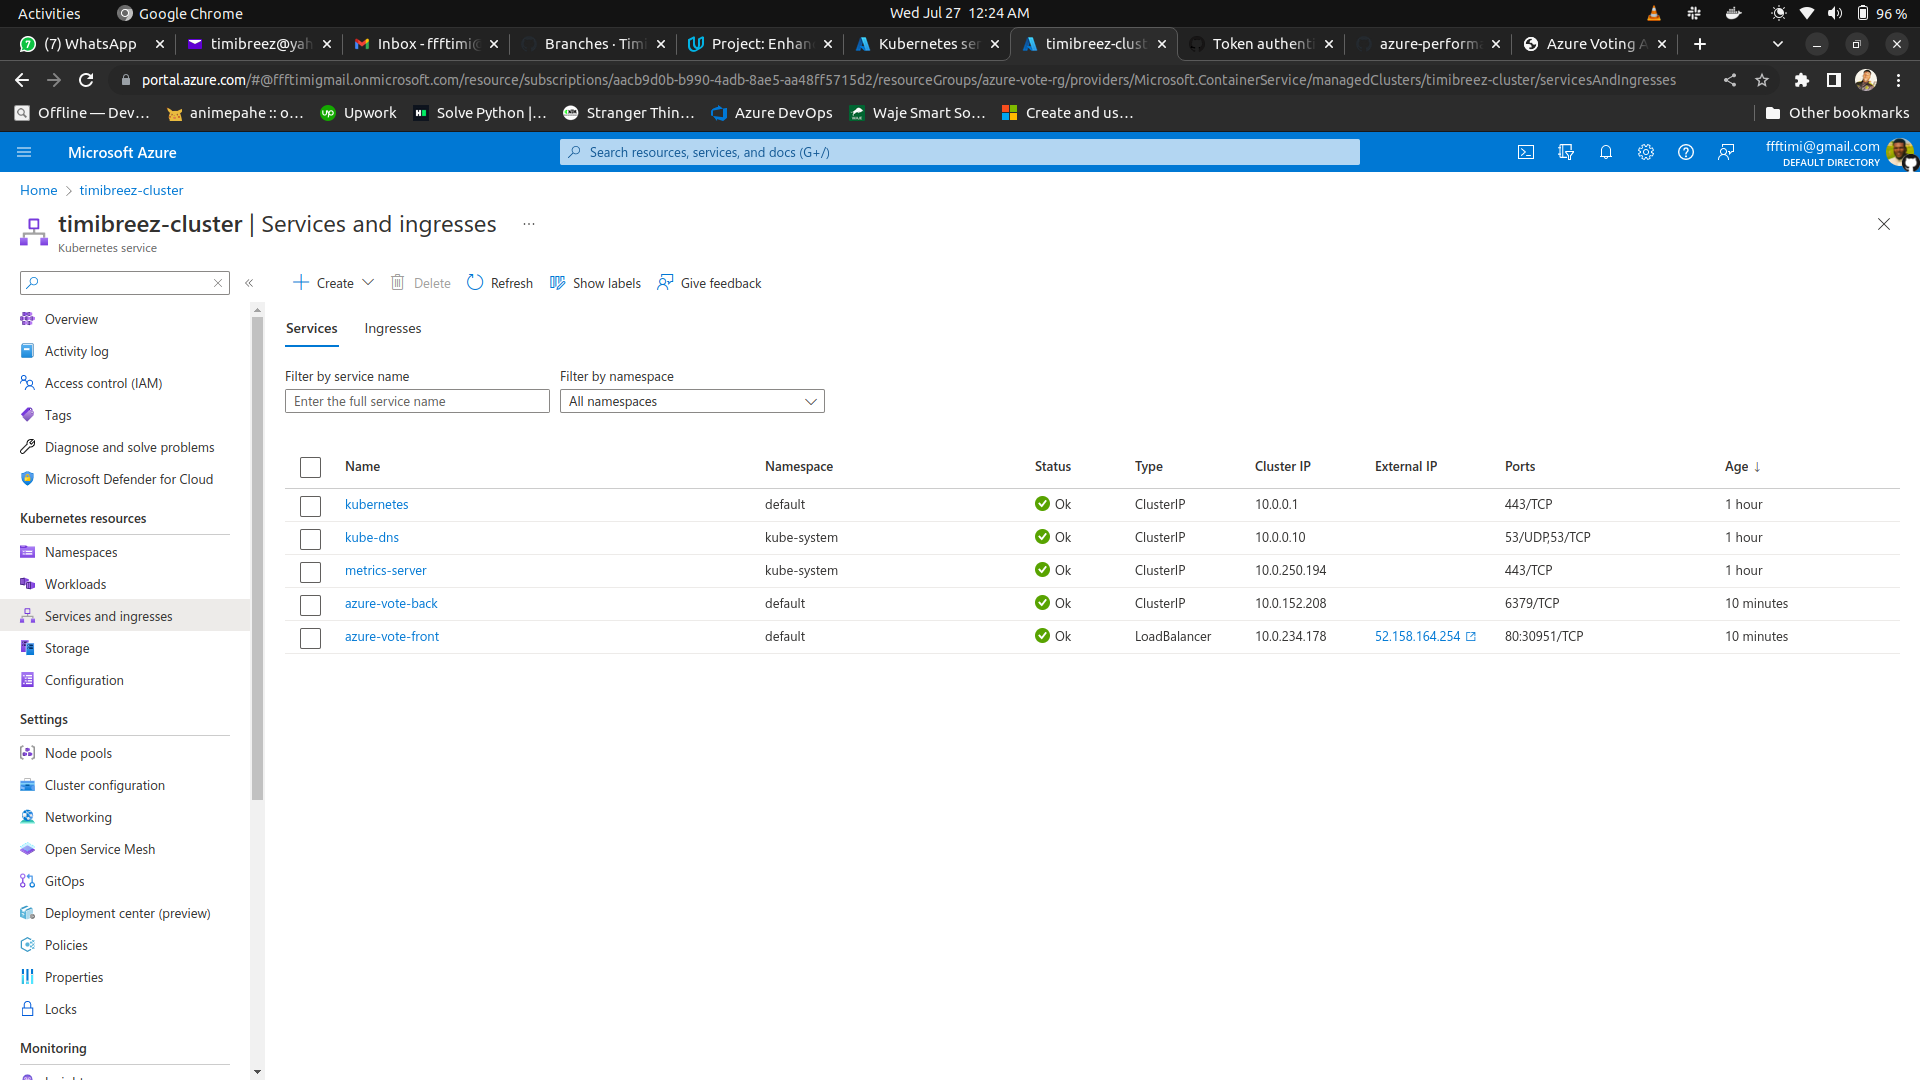 Activities Google Chrome Wed Jul 27 12:24 AM 96 %
(7) WhatsApp timibreez@yah Inbox - ffftimi@ Branches · Timi Project: Enhan Kubernetes ser timibreez-clust Token authenti azure-perform Azure Voting A
portal.azure.com/#@ffftimigmail.onmicrosoft.com/resource/subscriptions/aacb9d0b-b990-4adb-8ae5-aa48ff5715d2/resourceGroups/azure-vote-rg/providers/Microsoft.ContainerService/managedClusters/timibreez-cluster/servicesAndIngresses
Offline — Dev… animepahe :: o… Upwork Solve Python |… Stranger Thin… Azure DevOps Waje Smart So… Create and us… Other bookmarks
Microsoft Azure Search resources, services, and docs (G+/) ffftimi@gmail.com
DEFAULT DIRECTORY
Home > timibreez-cluster
timibreez-cluster | Services and ingresses ...
Kubernetes service
Create Delete Refresh Show labels Give feedback
Services Ingresses
Filter by service name Filter by namespace
Enter the full service name All namespaces
Name Namespace Status Type Cluster IP External IP Ports Age ↓
kubernetes default Ok ClusterIP 10.0.0.1 443/TCP 1 hour
kube-dns kube-system Ok ClusterIP 10.0.0.10 53/UDP,53/TCP 1 hour
metrics-server kube-system Ok ClusterIP 10.0.250.194 443/TCP 1 hour
azure-vote-back default Ok ClusterIP 10.0.152.208 6379/TCP 10 minutes
azure-vote-front default Ok LoadBalancer 10.0.234.178 52.158.164.254 80:30951/TCP 10 minutes
Overview
Activity log
Access control (IAM)
Tags
Diagnose and solve problems
Microsoft Defender for Cloud
Kubernetes resources
Namespaces
Workloads
Services and ingresses
Storage
Configuration
Settings
Node pools
Cluster configuration
Networking
Open Service Mesh
GitOps
Deployment center (preview)
Policies
Properties
Locks
Monitoring